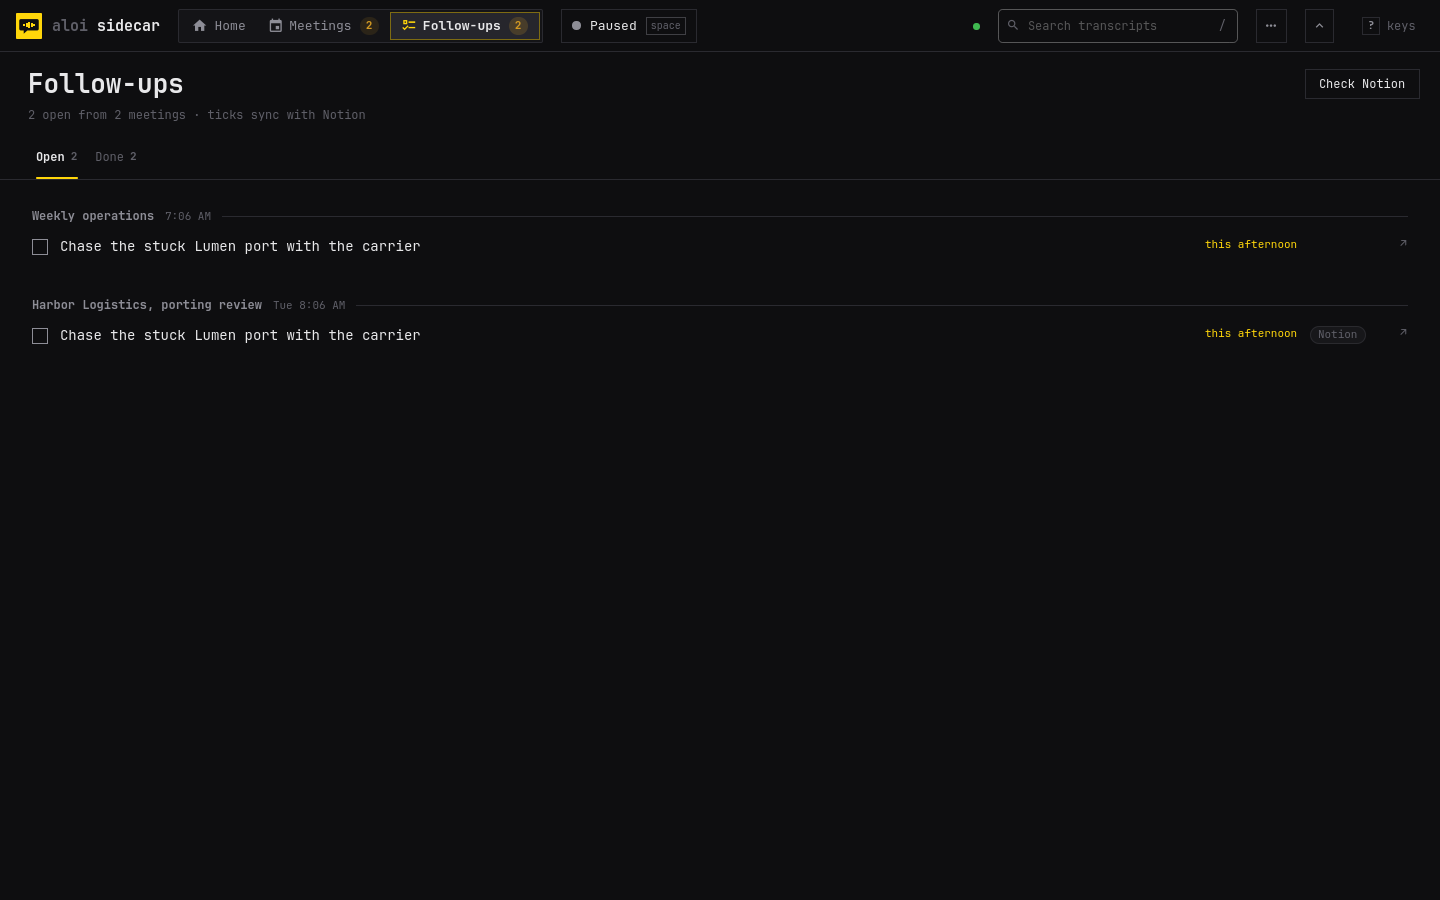 aloi sidecar Home Meetings 2 Follow-ups 2 Paused space Search transcripts / ? keys
Follow-ups
Check Notion
2 open from 2 meetings · ticks sync with Notion
Open 2 Done 2
Weekly operations 7:06 AM
Chase the stuck Lumen port with the carrier this afternoon
Harbor Logistics, porting review Tue 8:06 AM
Chase the stuck Lumen port with the carrier this afternoon Notion